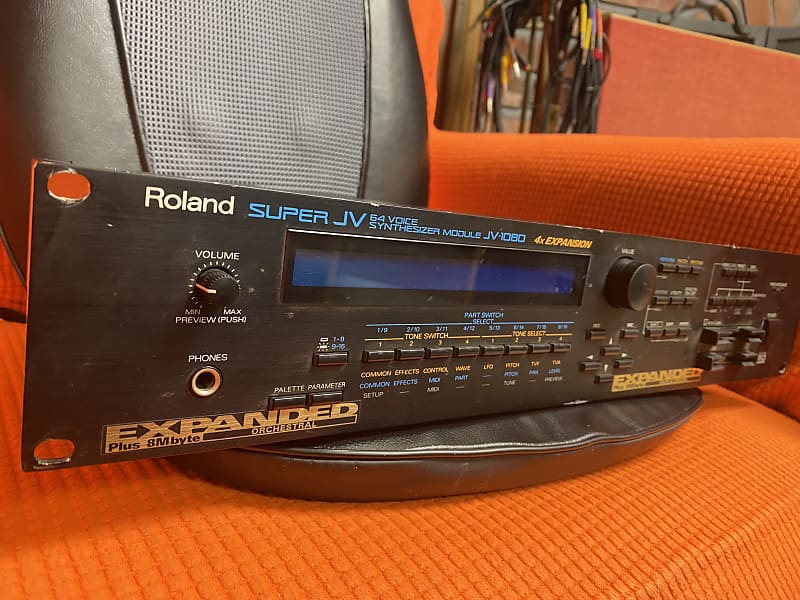 Roland SUPER JV 64 VOICE
SYNTHESIZER MODULE JV-1080 4x EXPANSION
VOLUME
MIN MAX
PREVIEW (PUSH)
PHONES
VALUE
PART SWITCH
SELECT
1/9 2/10 3/11 4/12 5/13 6/14 7/15 8/16
TONE SWITCH TONE SELECT
1 2 3 4 1 2 3 4
1-8
9-16
COMMON EFFECTS CONTROL WAVE LFO PITCH TVF TVA
COMMON EFFECTS MIDI PART PITCH PAN LEVEL
SETUP MIDI TUNE PREVIEW
PALETTE PARAMETER
EXPANDED
Plus 8Mbyte ORCHESTRAL
EXPANDED
Plus 8Mbyte